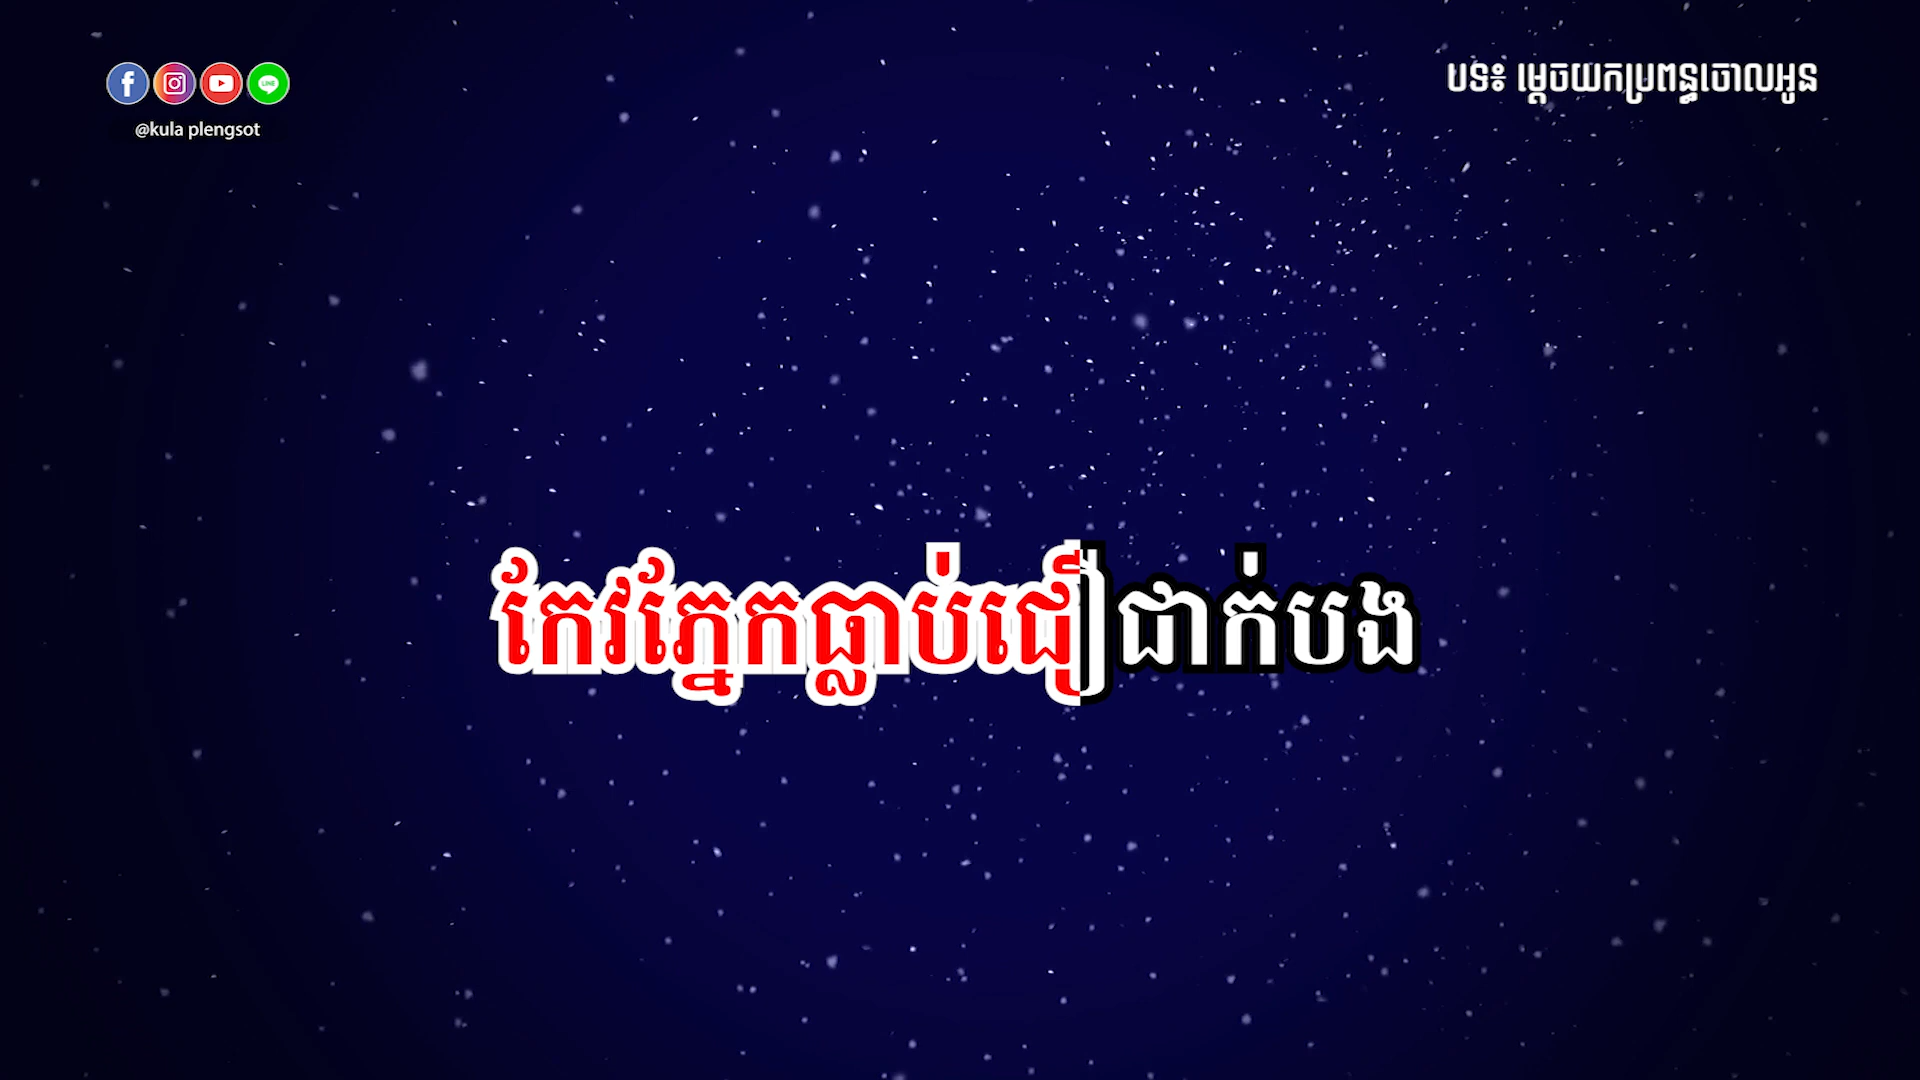 @kula plengsot
បទ៖ ម្ដេចយកប្រពន្ធចោលអូន
កែវភ្នែកធ្លាប់ជឿជាក់បង